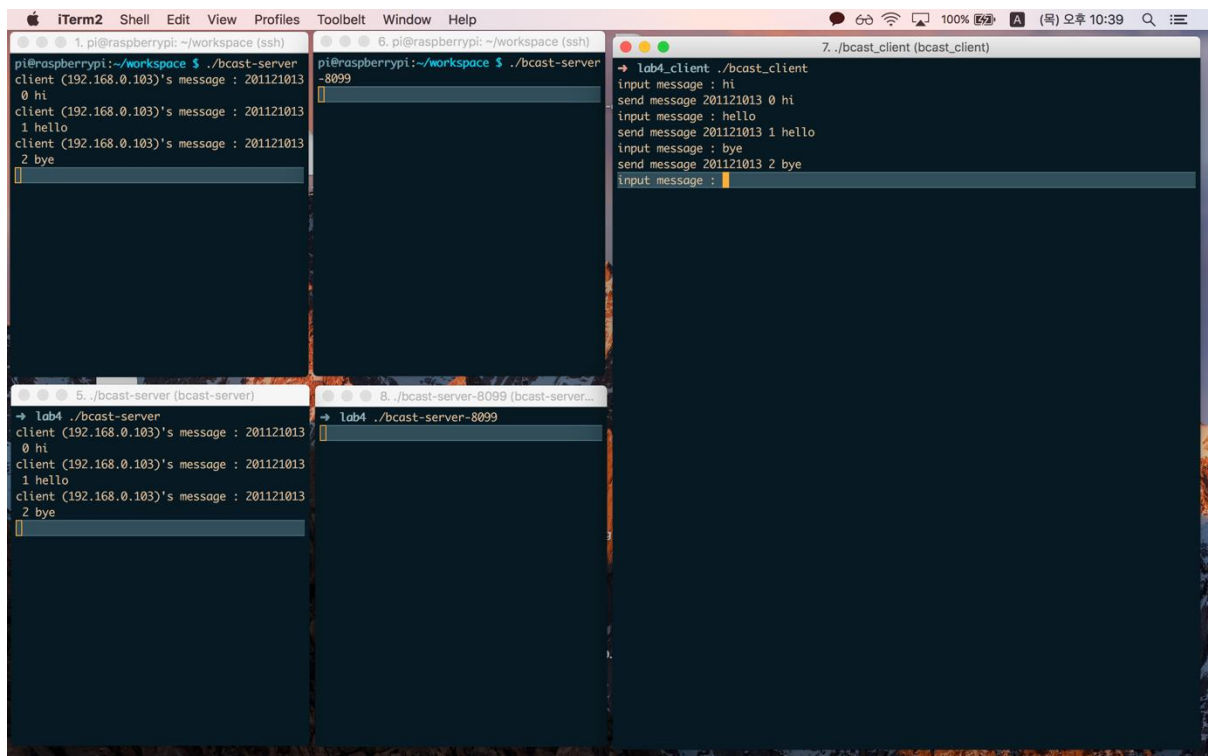 iTerm2 Shell Edit View Profiles Toolbelt Window Help 100% A (목) 오후 10:39
1. pi@raspberrypi: ~/workspace (ssh)
pi@raspberrypi:~/workspace $ ./bcast-server
client (192.168.0.103)'s message : 201121013
0 hi
client (192.168.0.103)'s message : 201121013
1 hello
client (192.168.0.103)'s message : 201121013
2 bye
6. pi@raspberrypi: ~/workspace (ssh)
pi@raspberrypi:~/workspace $ ./bcast-server
-8099
7. ./bcast_client (bcast_client)
→ lab4_client ./bcast_client
input message : hi
send message 201121013 0 hi
input message : hello
send message 201121013 1 hello
input message : bye
send message 201121013 2 bye
input message :
5. ./bcast-server (bcast-server)
→ lab4 ./bcast-server
client (192.168.0.103)'s message : 201121013
0 hi
client (192.168.0.103)'s message : 201121013
1 hello
client (192.168.0.103)'s message : 201121013
2 bye
8. ./bcast-server-8099 (bcast-server...
→ lab4 ./bcast-server-8099